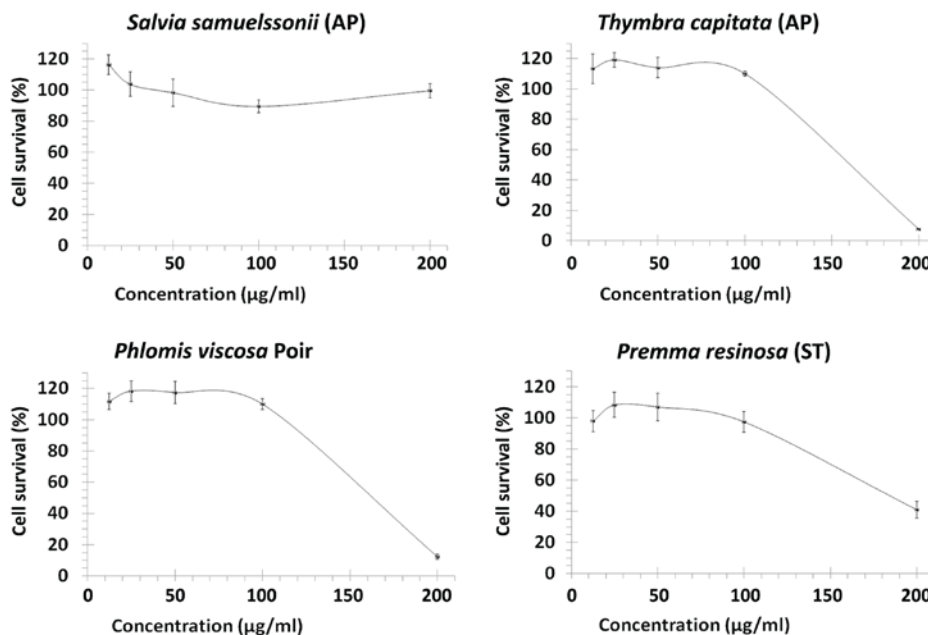 Salvia samuelssonii (AP)
Cell survival (%)
120
100
80
60
40
20
0
0 50 100 150 200
Concentration (µg/ml)
Thymbra capitata (AP)
Cell survival (%)
120
100
80
60
40
20
0
0 50 100 150 200
Concentration (µg/ml)
Phlomis viscosa Poir
Cell survival (%)
120
100
80
60
40
20
0
0 50 100 150 200
Concentration (µg/ml)
Premma resinosa (ST)
Cell survival (%)
120
100
80
60
40
20
0
0 50 100 150 200
Concentration (µg/ml)